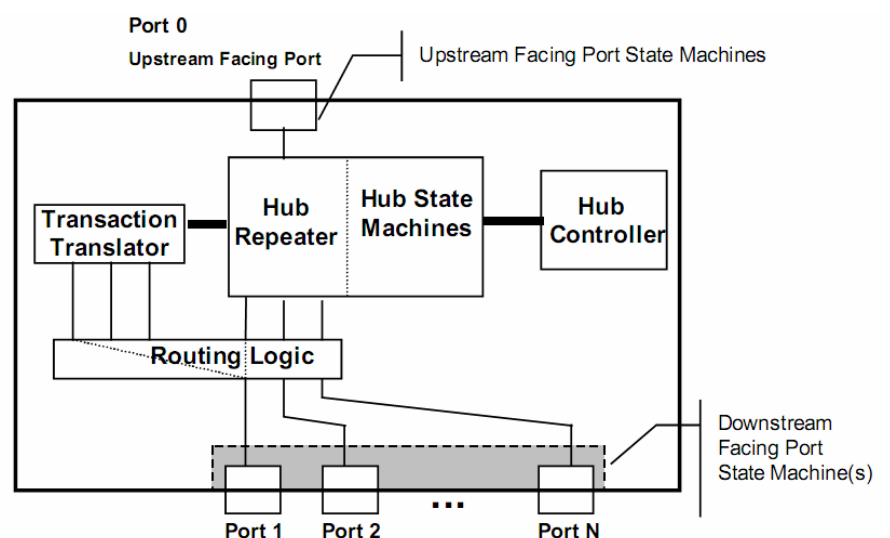 Port 0
Upstream Facing Port
Upstream Facing Port State Machines
Transaction
Translator
Hub
Repeater
Hub State
Machines
Hub
Controller
Routing Logic
Downstream
Facing Port
State Machine(s)
...
Port 1
Port 2
Port N